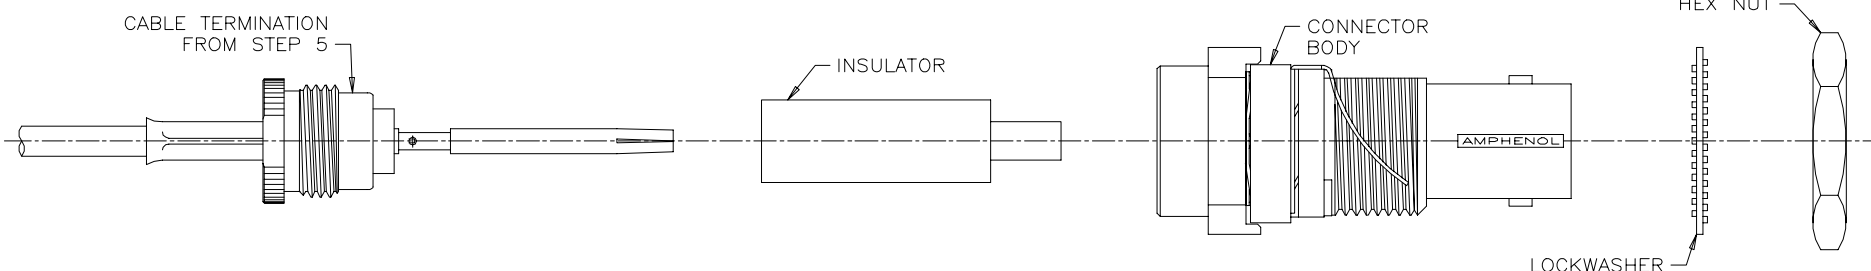 CABLE TERMINATION
FROM STEP 5
INSULATOR
CONNECTOR
BODY
AMPHENOL
HEX NUT
LOCKWASHER